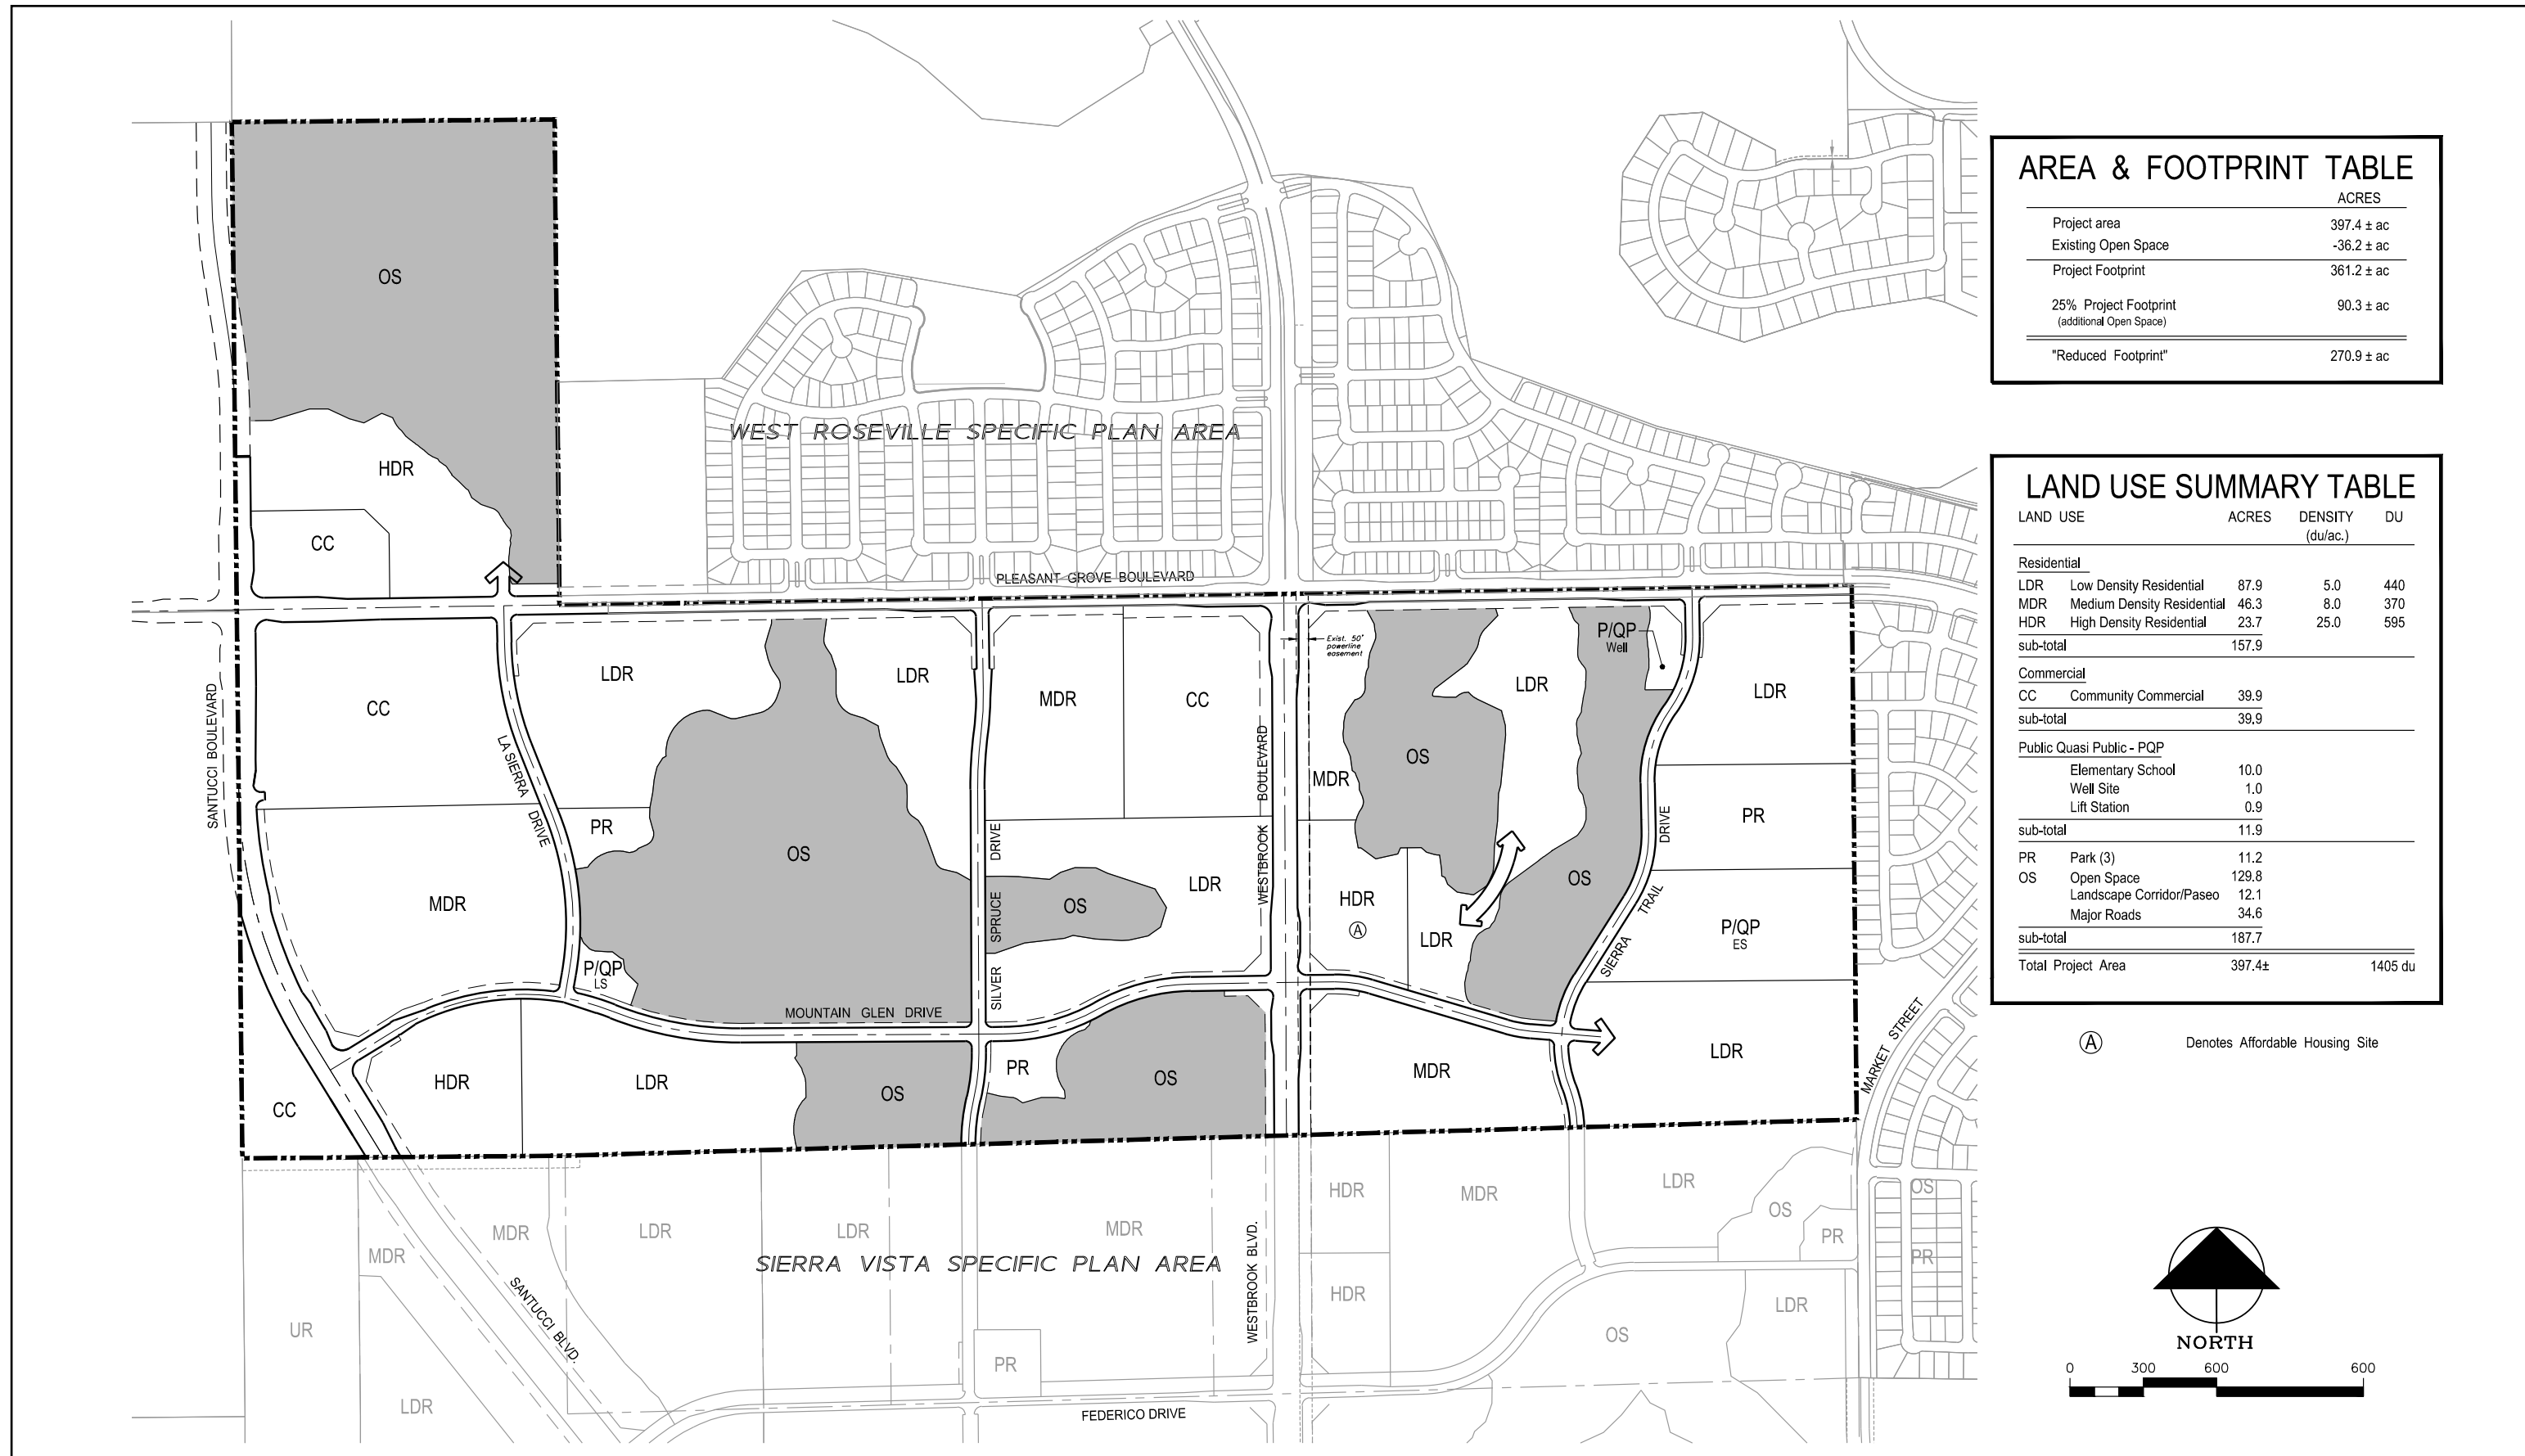 AREA & FOOTPRINT TABLE
ACRES
Project area 397.4 ± ac
Existing Open Space -36.2 ± ac
Project Footprint 361.2 ± ac
25% Project Footprint 90.3 ± ac
(additional Open Space)
"Reduced Footprint" 270.9 ± ac
LAND USE SUMMARY TABLE
LAND USE ACRES DENSITY DU
(du/ac.)
Residential
LDR Low Density Residential 87.9 5.0 440
MDR Medium Density Residential 46.3 8.0 370
HDR High Density Residential 23.7 25.0 595
sub-total 157.9
Commercial
CC Community Commercial 39.9
sub-total 39.9
Public Quasi Public - PQP
Elementary School 10.0
Well Site 1.0
Lift Station 0.9
sub-total 11.9
PR Park (3) 11.2
OS Open Space 129.8
Landscape Corridor/Paseo 12.1
Major Roads 34.6
sub-total 187.7
Total Project Area 397.4± 1405 du
Ⓐ Denotes Affordable Housing Site
NORTH
0 300 600 600
OS
WEST ROSEVILLE SPECIFIC PLAN AREA
HDR
CC
PLEASANT GROVE BOULEVARD
SANTUCCI BOULEVARD
CC
LA SIERRA DRIVE
LDR
LDR
MDR
CC
Exist. 50'
powerline
easement
P/QP
Well
LDR
LDR
OS
MDR
WESTBROOK BOULEVARD
PR
OS
SILVER SPRUCE DRIVE
PR
MDR
OS
LDR
HDR
Ⓐ
LDR
OS
SIERRA TRAIL DRIVE
P/QP
ES
P/QP
LS
MOUNTAIN GLEN DRIVE
MARKET STREET
CC
HDR
LDR
OS
PR
OS
MDR
LDR
HDR
MDR
LDR
OS
OS
PR
PR
MDR
MDR
LDR
LDR
MDR
SIERRA VISTA SPECIFIC PLAN AREA
WESTBROOK BLVD.
SANTUCCI BLVD.
UR
HDR
LDR
OS
PR
LDR
FEDERICO DRIVE